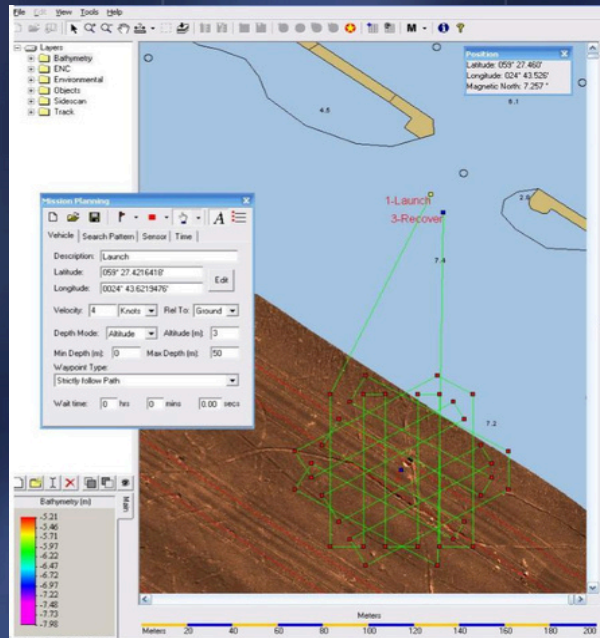 File Edit View Tools Help
M
Layers
Bathymetry
ENC
Environmental
Objects
Sidescan
Track
Position
Latitude: 059° 27.460'
Longitude: 024° 43.526'
Magnetic North: 7.257 °
8.1
4.5
2.8
1-Launch
3-Recover
7.4
7.2
Mission Planning
A
Vehicle Search Pattern Sensor Time
Description: Launch
Latitude: 059° 27.4216418'
Longitude: 0024° 43.6219476'
Edit
Velocity: 4 Knots Rel To: Ground
Depth Mode: Altitude Altitude (m): 3
Min Depth (m): 0 Max Depth (m): 50
Waypoint Type:
Strictly follow Path
Wait time: 0 hrs 0 mins 0.00 secs
Main
Bathymetry (m)
-5.21
-5.46
-5.71
-5.97
-6.22
-6.47
-6.72
-6.97
-7.22
-7.48
-7.73
-7.98
Meters
Meters 20 40 60 80 100 120 140 160 180 200